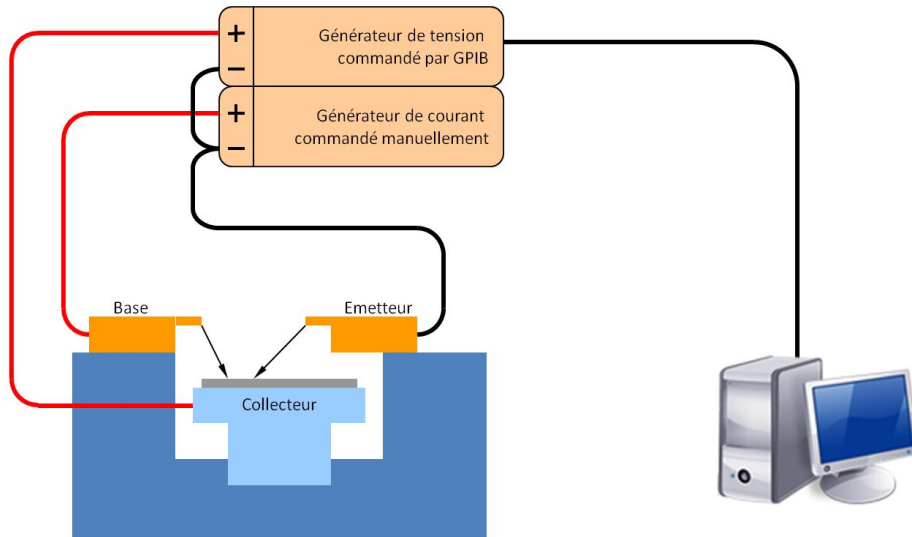 +
Générateur de tension
commandé par GPIB
−
+
Générateur de courant
commandé manuellement
−
Base
Emetteur
Collecteur